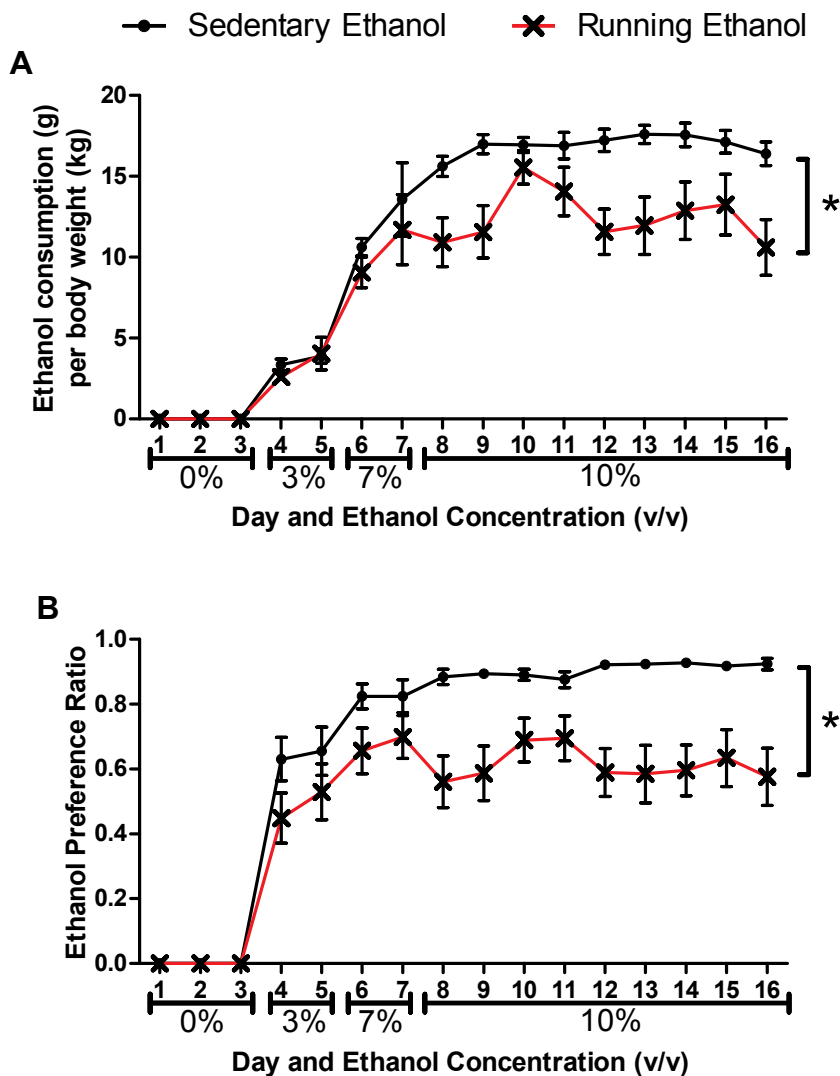 Sedentary Ethanol Running Ethanol
A
Ethanol consumption (g)
per body weight (kg)
20
15
10
5
0
1 2 3 4 5 6 7 8 9 10 11 12 13 14 15 16
0% 3% 7% 10%
Day and Ethanol Concentration (v/v)
*
B
Ethanol Preference Ratio
1.0
0.8
0.6
0.4
0.2
0.0
1 2 3 4 5 6 7 8 9 10 11 12 13 14 15 16
0% 3% 7% 10%
Day and Ethanol Concentration (v/v)
*